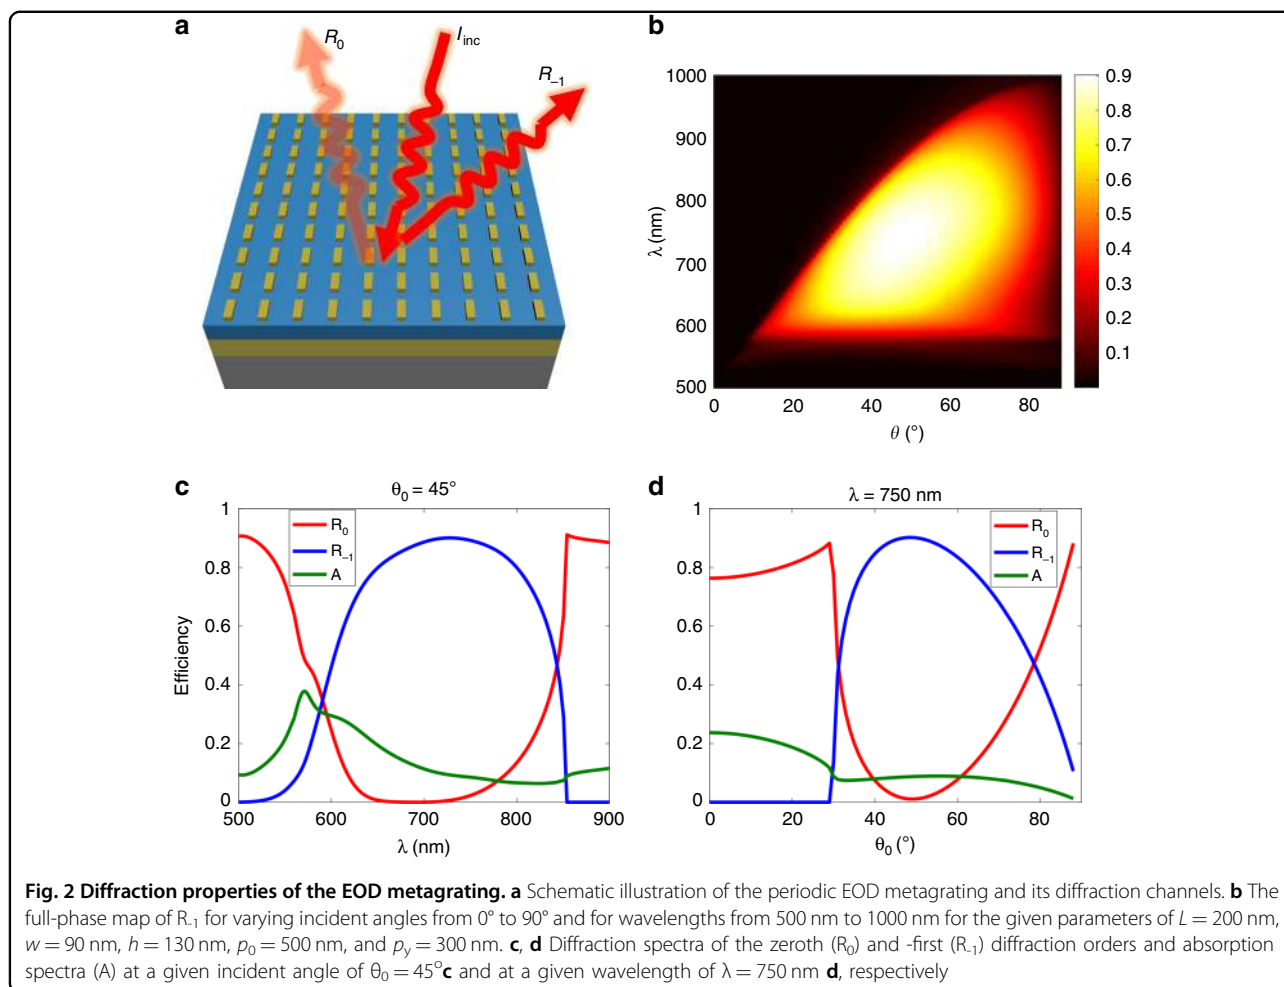 a
R0
Iinc
R–1
b
1000
900
800
700
600
500
λ (nm)
0
20
40
60
80
θ (°)
0.9
0.8
0.7
0.6
0.5
0.4
0.3
0.2
0.1
c
θ0 = 45°
1
0.8
0.6
0.4
0.2
0
Efficiency
R0
R–1
A
500
600
700
800
900
λ (nm)
d
λ = 750 nm
1
0.8
0.6
0.4
0.2
0
R0
R–1
A
0
20
40
60
80
θ0 (°)
Fig. 2 Diffraction properties of the EOD metagrating. a Schematic illustration of the periodic EOD metagrating and its diffraction channels. b The
full-phase map of R-1 for varying incident angles from 0° to 90° and for wavelengths from 500 nm to 1000 nm for the given parameters of L = 200 nm,
w = 90 nm, h = 130 nm, p0 = 500 nm, and py = 300 nm. c, d Diffraction spectra of the zeroth (R0) and -first (R-1) diffraction orders and absorption
spectra (A) at a given incident angle of θ0 = 45°c and at a given wavelength of λ = 750 nm d, respectively